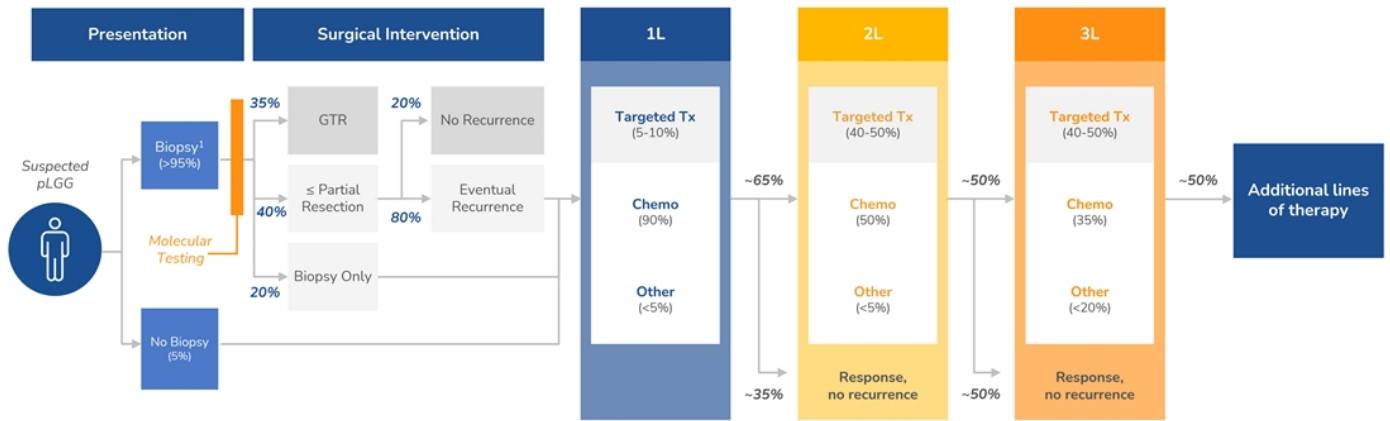 Presentation
Surgical Intervention
1L
2L
3L
Suspected
pLGG
Biopsy1
(>95%)
Molecular
Testing
No Biopsy
(5%)
35%
40%
20%
GTR
≤ Partial
Resection
Biopsy Only
20%
80%
No Recurrence
Eventual
Recurrence
Targeted Tx
(5-10%)
Chemo
(90%)
Other
(<5%)
~65%
~35%
Targeted Tx
(40-50%)
Chemo
(50%)
Other
(<5%)
Response,
no recurrence
~50%
~50%
Targeted Tx
(40-50%)
Chemo
(35%)
Other
(<20%)
Response,
no recurrence
~50%
Additional lines
of therapy